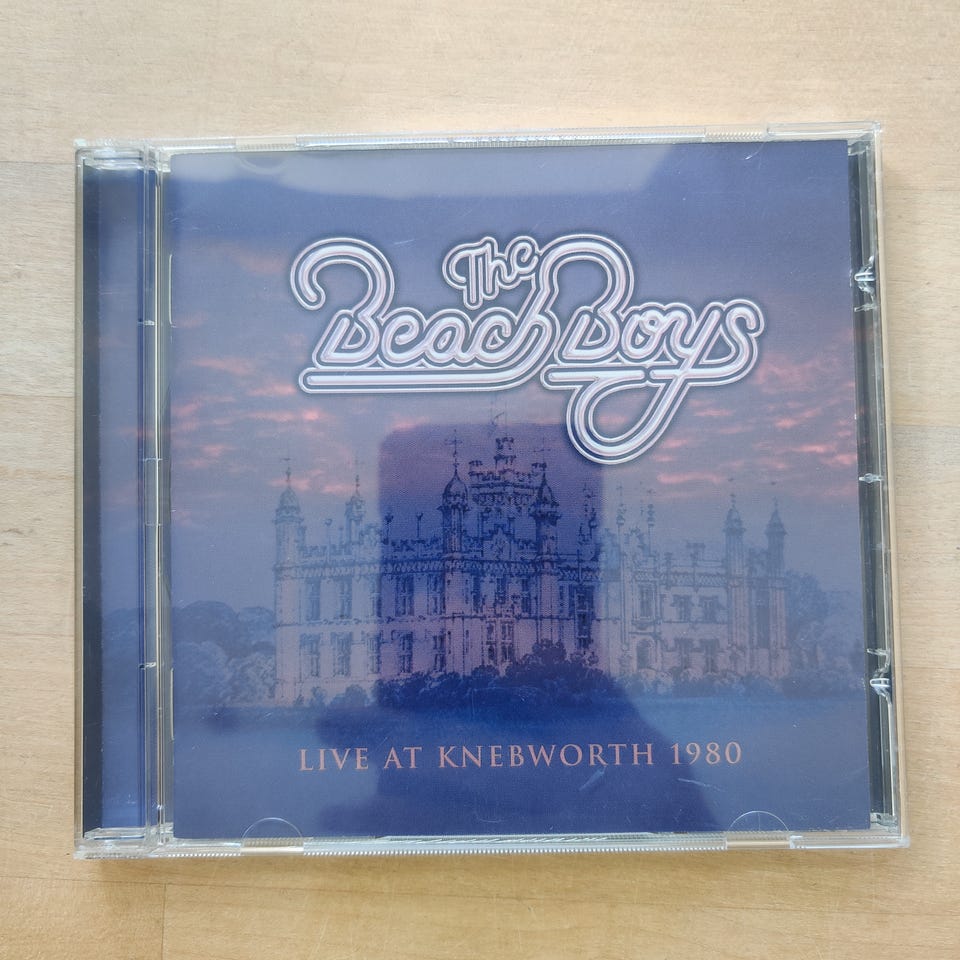 The
Beach Boys
LIVE AT KNEBWORTH 1980